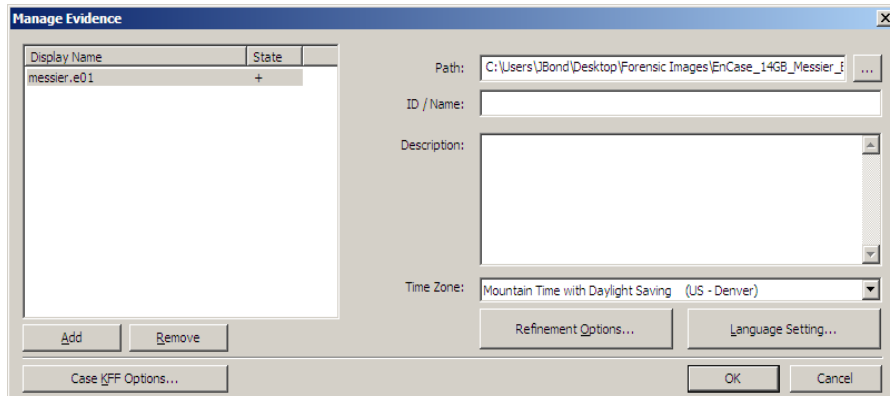 Manage Evidence
Display Name State
messier.e01 +
Path: C:\Users\JBond\Desktop\Forensic Images\EnCase_14GB_Messier_E ...
ID / Name:
Description:
Time Zone: Mountain Time with Daylight Saving (US - Denver)
Add Remove Refinement Options... Language Setting...
Case KFF Options... OK Cancel